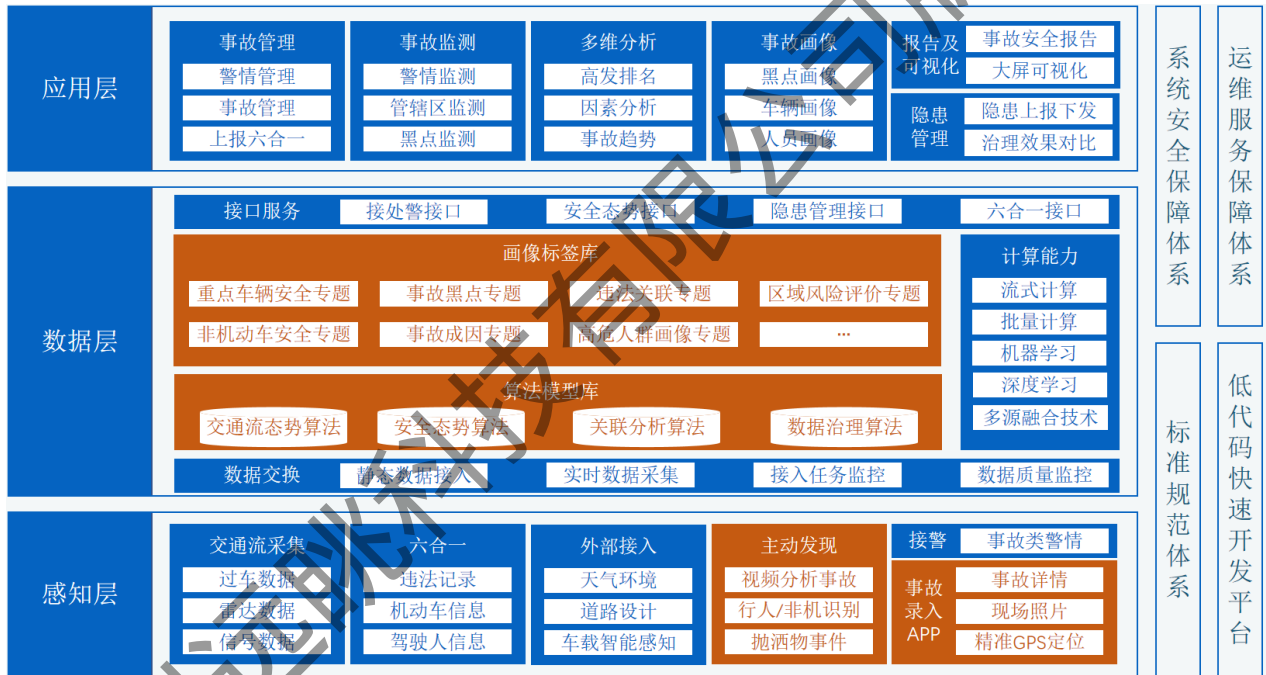 应用层
事故管理
警情管理
事故管理
上报六合一
事故监测
警情监测
管辖区监测
黑点监测
多维分析
高发排名
因素分析
事故趋势
事故画像
黑点画像
车辆画像
人员画像
报告及
可视化
事故安全报告
大屏可视化
隐患
管理
隐患上报下发
治理效果对比
数据层
接口服务
接处警接口
安全态势接口
隐患管理接口
六合一接口
画像标签库
重点车辆安全专题
事故黑点专题
违法关联专题
区域风险评价专题
非机动车安全专题
事故成因专题
高危人群画像专题
...
算法模型库
交通流态势算法
安全态势算法
关联分析算法
数据治理算法
计算能力
流式计算
批量计算
机器学习
深度学习
多源融合技术
数据交换
静态数据接入
实时数据采集
接入任务监控
数据质量监控
感知层
交通流采集
过车数据
雷达数据
信号数据
六合一
违法记录
机动车信息
驾驶人信息
外部接入
天气环境
道路设计
车载智能感知
主动发现
视频分析事故
行人/非机识别
抛洒物事件
接警
事故类警情
事故
录入
APP
事故详情
现场照片
精准GPS定位
系统安全保障体系
运维服务保障体系
标准规范体系
低代码快速开发平台
远眺科技有限公司